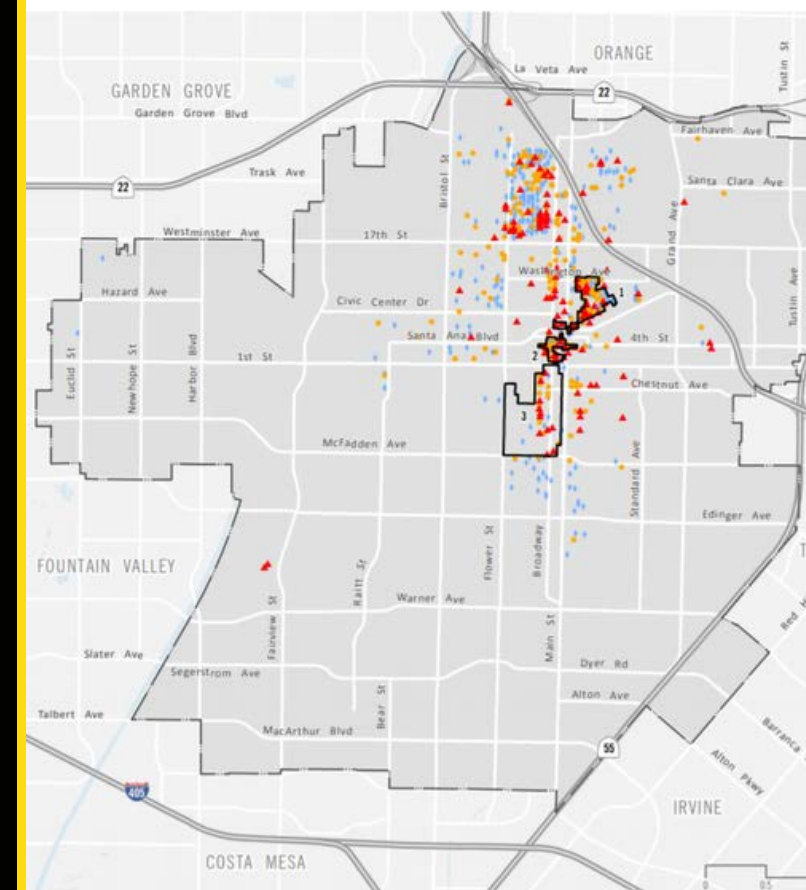 ORANGE
Tustin St
La Veta Ave
GARDEN GROVE
22
Garden Grove Blvd
Fairhaven Ave
Bristol St
Trask Ave
22
Santa Clara Ave
Grand Ave
Westminster Ave
17th St
Washington Ave
Hazard Ave
1
Civic Center Dr
Tustin Ave
Santa Ana Blvd
4th St
2
1st St
Euclid St
Newhope St
Harbor Blvd
Chestnut Ave
3
McFadden Ave
Standard Ave
Edinger Ave
Flower St
Broadway
FOUNTAIN VALLEY
Raitt St
Fairview St
Warner Ave
Main St
Slater Ave
Segerstrom Ave
Dyer Rd
Bear St
Alton Ave
Talbert Ave
MacArthur Blvd
Barranca
55
Alton Pkwy
405
IRVINE
COSTA MESA
0 0.5